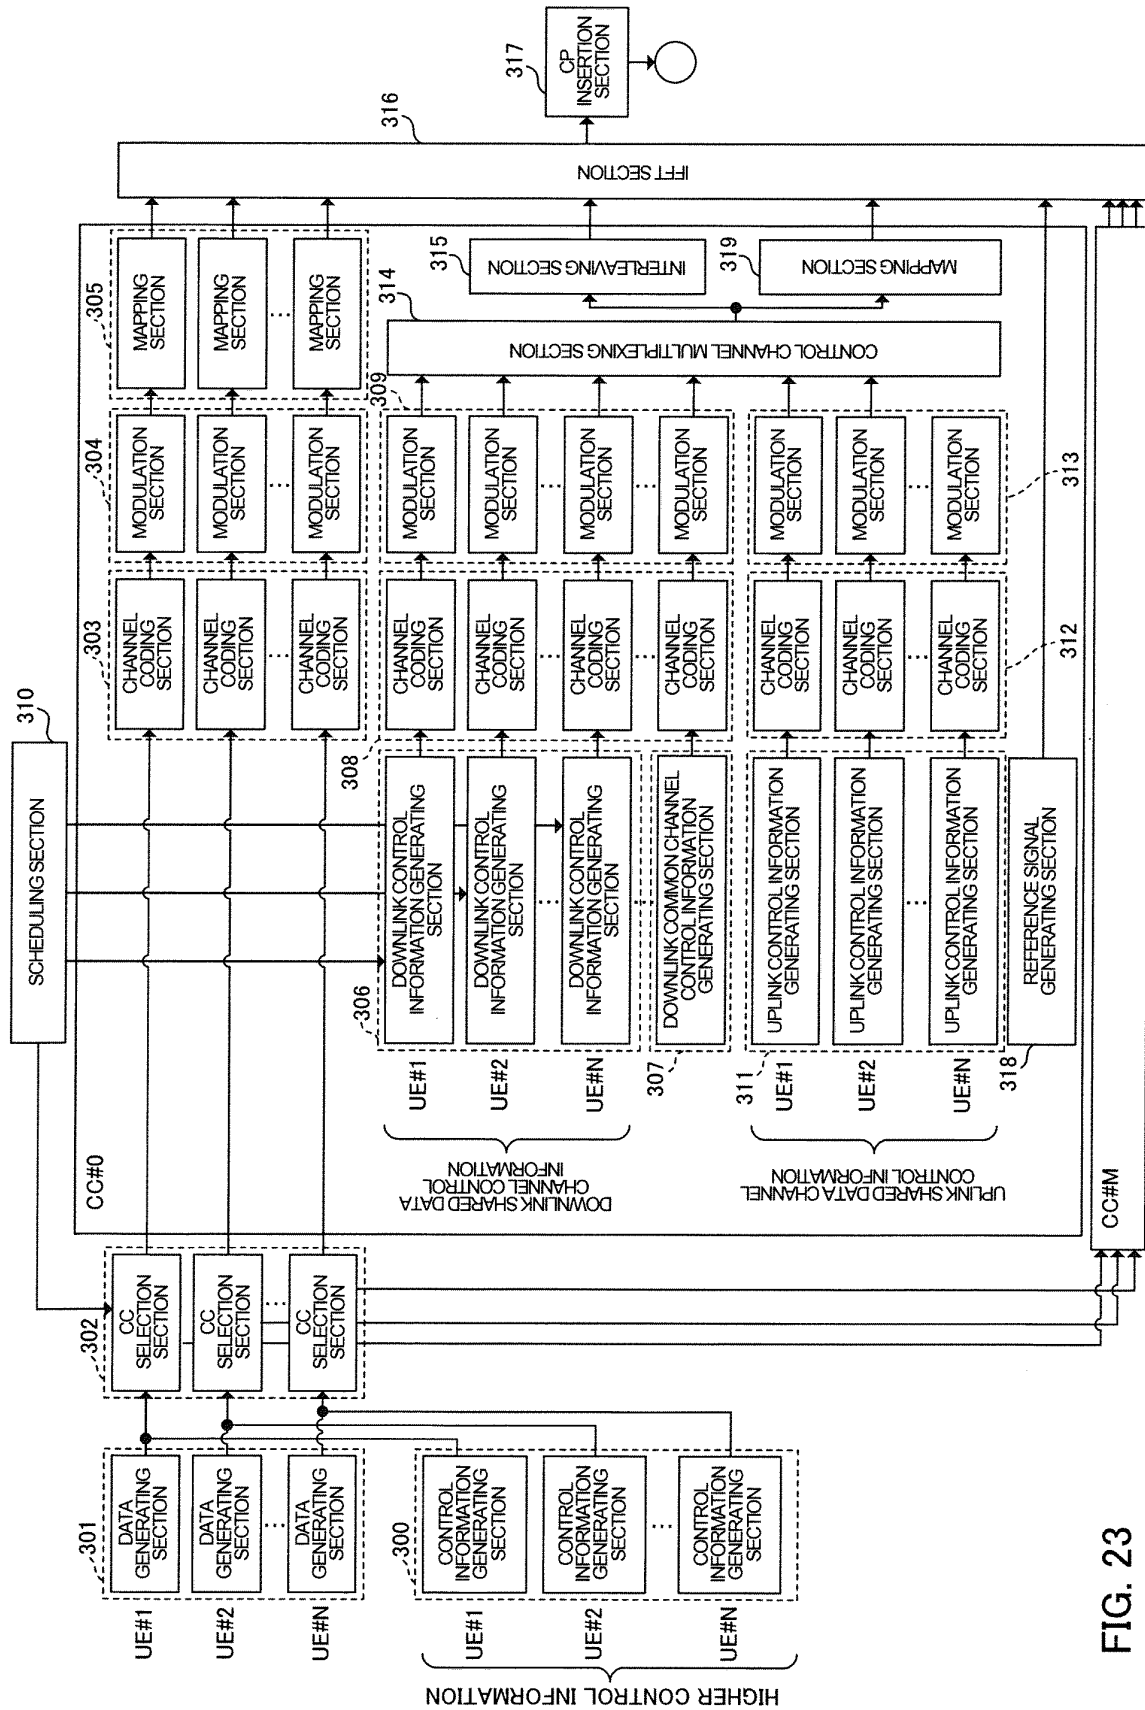 310
SCHEDULING SECTION
CC#0
301
UE#1
DATA
GENERATING
SECTION
UE#2
DATA
GENERATING
SECTION
UE#N
DATA
GENERATING
SECTION
302
CC
SELECTION
SECTION
CC
SELECTION
SECTION
CC
SELECTION
SECTION
303
CHANNEL
CODING
SECTION
CHANNEL
CODING
SECTION
CHANNEL
CODING
SECTION
304
MODULATION
SECTION
MODULATION
SECTION
MODULATION
SECTION
305
MAPPING
SECTION
MAPPING
SECTION
MAPPING
SECTION
HIGHER CONTROL INFORMATION
300
UE#1
CONTROL
INFORMATION
GENERATING
SECTION
UE#2
CONTROL
INFORMATION
GENERATING
SECTION
UE#N
CONTROL
INFORMATION
GENERATING
SECTION
DOWNLINK SHARED DATA
CHANNEL CONTROL
INFORMATION
306
UE#1
DOWNLINK CONTROL
INFORMATION GENERATING
SECTION
UE#2
DOWNLINK CONTROL
INFORMATION GENERATING
SECTION
UE#N
DOWNLINK CONTROL
INFORMATION GENERATING
SECTION
307
DOWNLINK COMMON CHANNEL
CONTROL INFORMATION
GENERATING SECTION
308
CHANNEL
CODING
SECTION
CHANNEL
CODING
SECTION
CHANNEL
CODING
SECTION
CHANNEL
CODING
SECTION
309
MODULATION
SECTION
MODULATION
SECTION
MODULATION
SECTION
MODULATION
SECTION
UPLINK SHARED DATA CHANNEL
CONTROL INFORMATION
311
UE#1
UPLINK CONTROL INFORMATION
GENERATING SECTION
UE#2
UPLINK CONTROL INFORMATION
GENERATING SECTION
UE#N
UPLINK CONTROL INFORMATION
GENERATING SECTION
312
CHANNEL
CODING
SECTION
CHANNEL
CODING
SECTION
CHANNEL
CODING
SECTION
313
MODULATION
SECTION
MODULATION
SECTION
MODULATION
SECTION
318
REFERENCE SIGNAL
GENERATING SECTION
314
CONTROL CHANNEL MULTIPLEXING SECTION
315
INTERLEAVING SECTION
319
MAPPING SECTION
316
IFFT SECTION
317
CP
INSERTION
SECTION
CC#M
FIG. 23